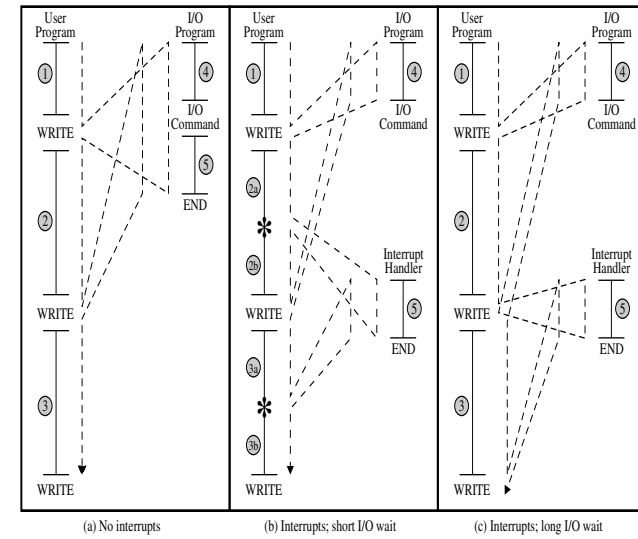 User
Program
I/O
Program
1
4
I/O
Command
WRITE
5
2
END
WRITE
3
WRITE
(a) No interrupts
User
Program
I/O
Program
1
4
I/O
Command
WRITE
2a
*
2b
Interrupt
Handler
5
WRITE
END
3a
*
3b
WRITE
(b) Interrupts; short I/O wait
User
Program
I/O
Program
1
4
I/O
Command
WRITE
2
Interrupt
Handler
5
WRITE
END
3
WRITE
(c) Interrupts; long I/O wait